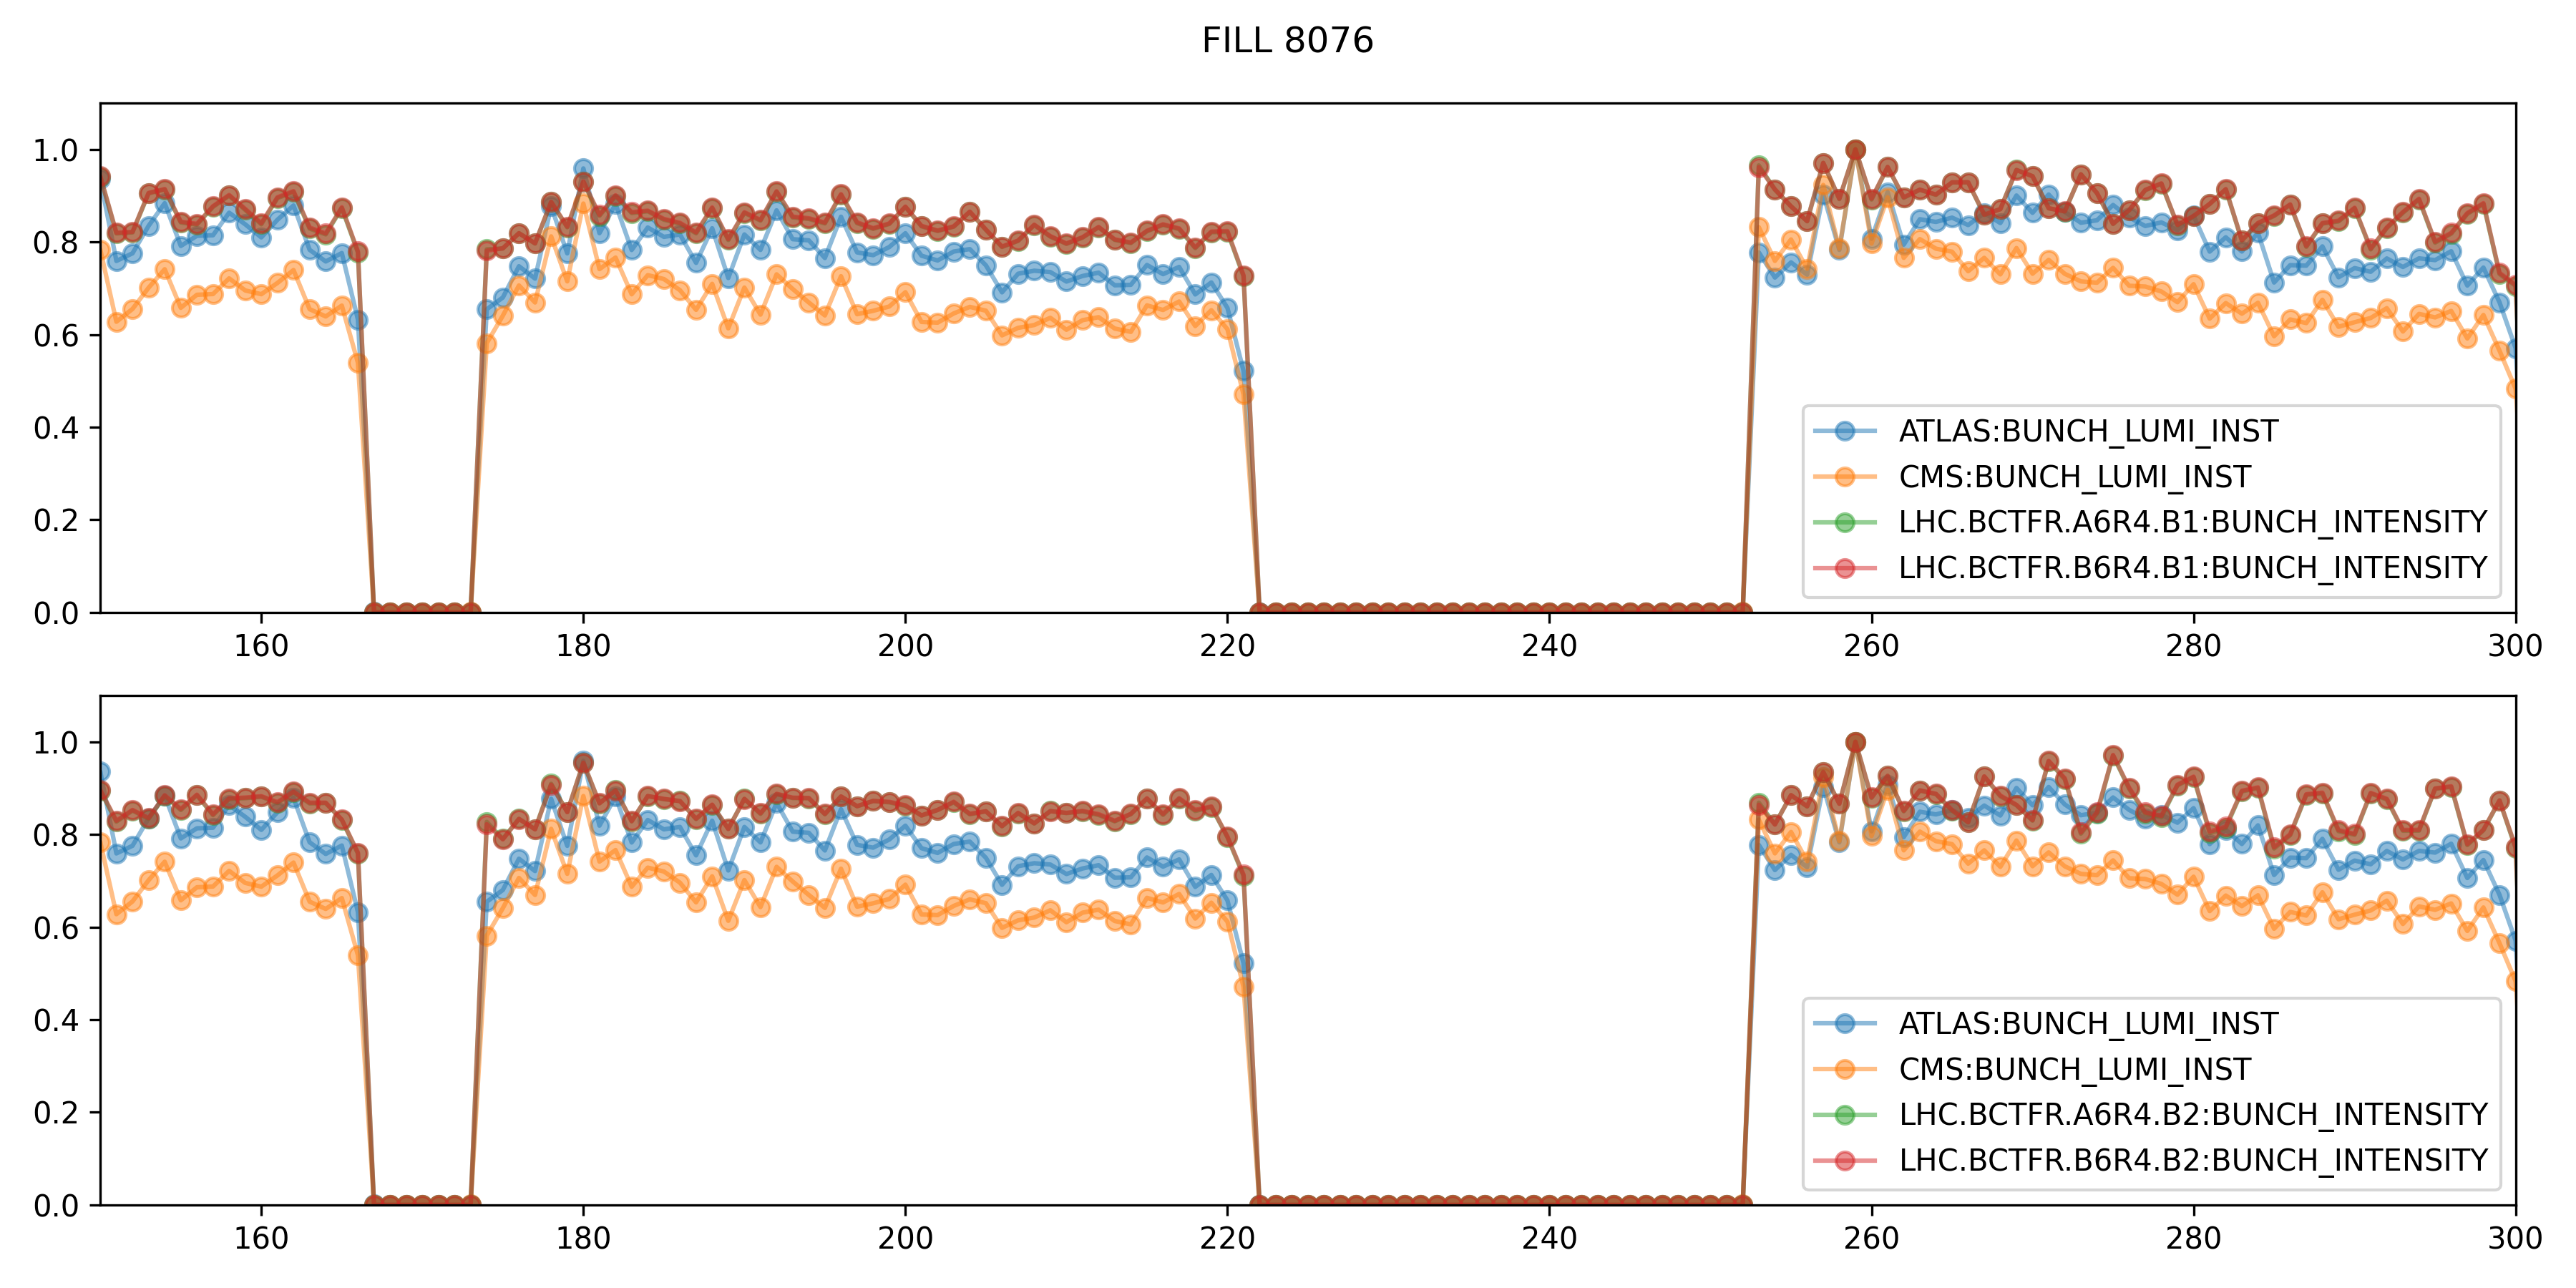 FILL 8076
1.0
0.8
0.6
0.4
0.2
0.0
160 180 200 220 240 260 280 300
ATLAS:BUNCH_LUMI_INST
CMS:BUNCH_LUMI_INST
LHC.BCTFR.A6R4.B1:BUNCH_INTENSITY
LHC.BCTFR.B6R4.B1:BUNCH_INTENSITY
1.0
0.8
0.6
0.4
0.2
0.0
160 180 200 220 240 260 280 300
ATLAS:BUNCH_LUMI_INST
CMS:BUNCH_LUMI_INST
LHC.BCTFR.A6R4.B2:BUNCH_INTENSITY
LHC.BCTFR.B6R4.B2:BUNCH_INTENSITY